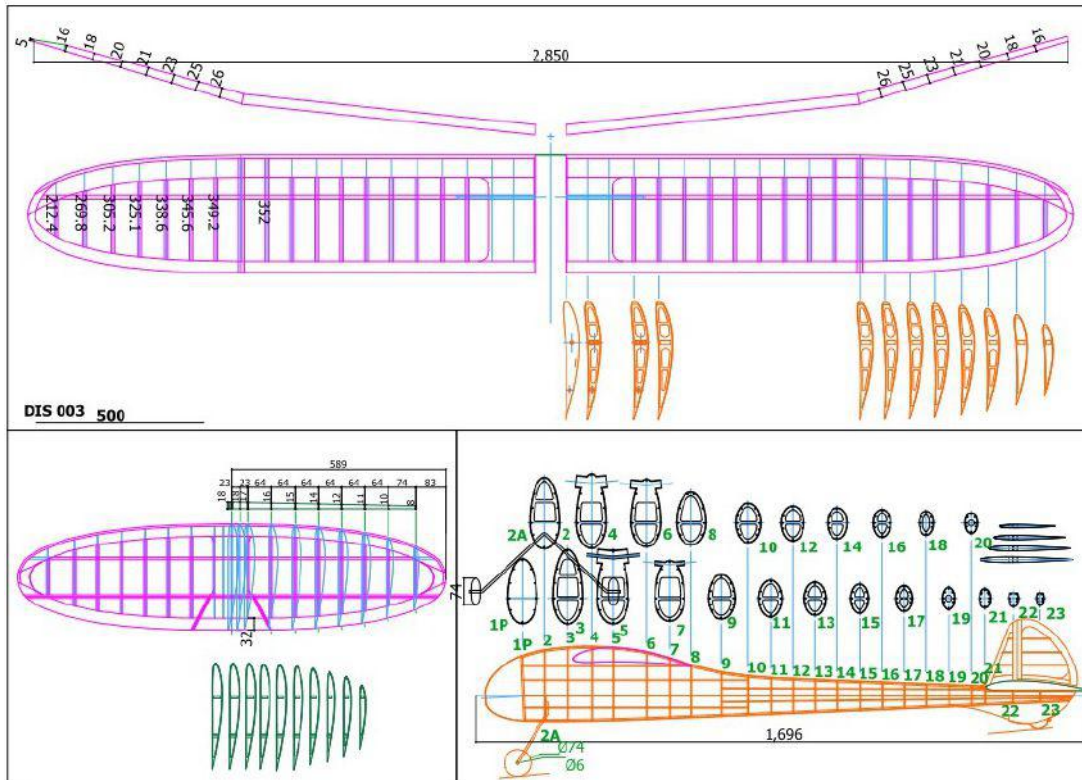 5 16 18 20 21 23 25 26
2,850
26 25 23 21 20 18 16
212.4 269.8 305.2 325.1 338.6 345.6 349.2 352
DIS 003 500
589
23 23 64 64 64 64 64 64 74 83
18 18 17 16 15 14 12 11 10 8
32
2A 2 4 6 8 10 12 14 16 18 20
74
1P 3 5 7 9 11 13 15 17 19 21 22 23
1P 2 3 4 5 6 7 8 9 10 11 12 13 14 15 16 17 18 19 20 21
22 23
2A
1,696
Ø74
Ø6